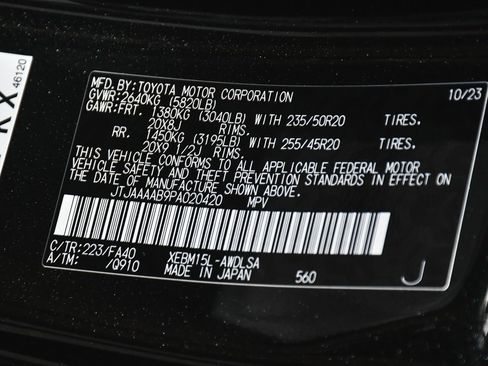 46120
MFD.BY:TOYOTA MOTOR CORPORATION 10/23
GVWR:2640KG (5820LB)
GAWR:FRT. 1380KG (3040LB) WITH 235/50R20 TIRES.
20X8J RIMS.
RR. 1450KG (3195LB) WITH 255/45R20 TIRES.
20X9 1/2J RIMS.
THIS VEHICLE CONFORMS TO ALL APPLICABLE FEDERAL MOTOR
VEHICLE SAFETY AND THEFT PREVENTION STANDARDS IN EFFECT ON
THE DATE OF MANUFACTURE SHOWN ABOVE.
JTJAAAAB9PA020420 MPV
C/TR:223/FA40 XEBM15L-AWDLSA
A/TM: /Q910 MADE IN JAPAN 560 J